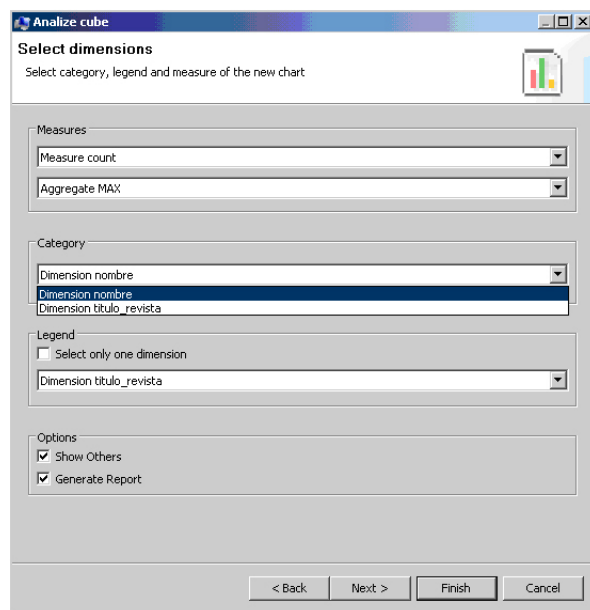 Analize cube
Select dimensions
Select category, legend and measure of the new chart
Measures
Measure count
Aggregate MAX
Category
Dimension nombre
Dimension nombre
Dimension titulo_revista
Legend
Select only one dimension
Dimension titulo_revista
Options
Show Others
Generate Report
< Back Next > Finish Cancel